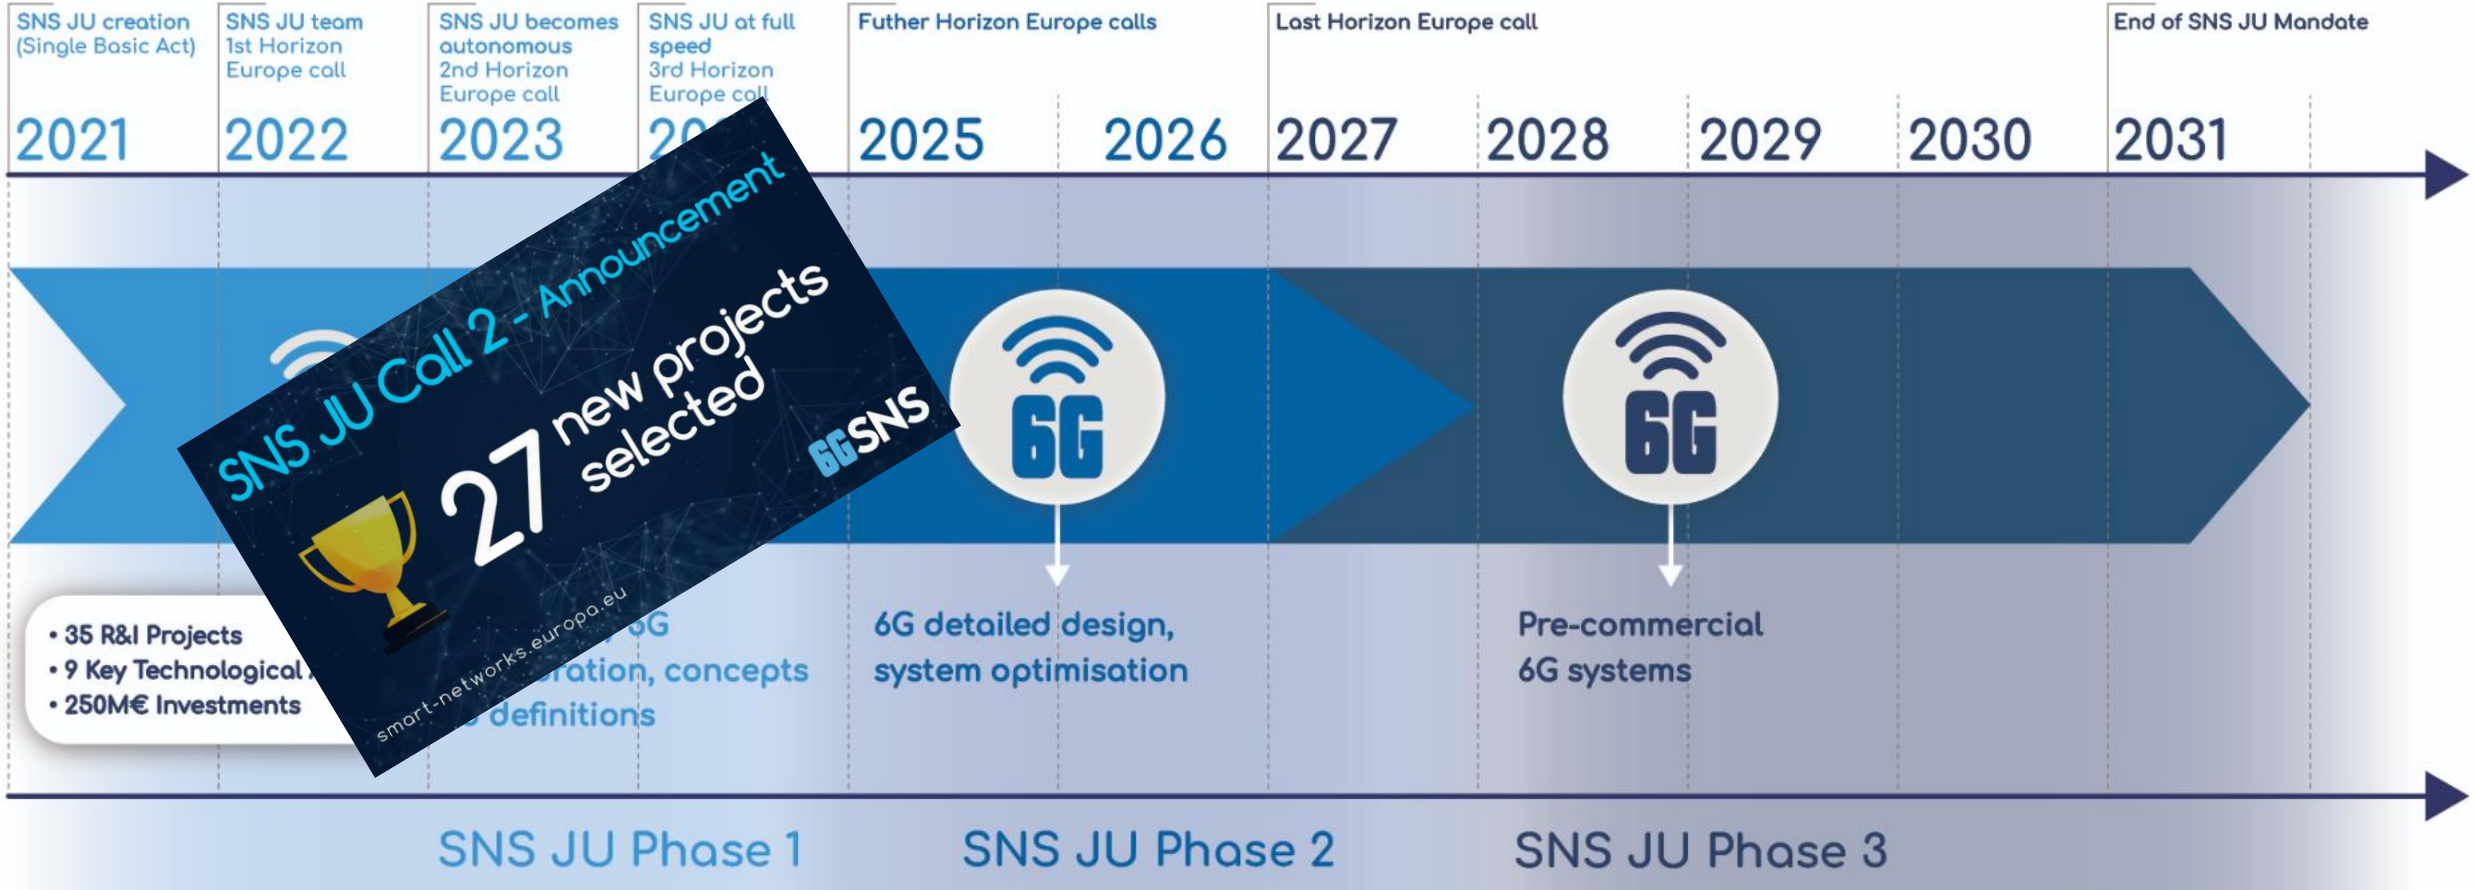 SNS JU creation
(Single Basic Act)
SNS JU team
1st Horizon
Europe call
SNS JU becomes
autonomous
2nd Horizon
Europe call
SNS JU at full
speed
3rd Horizon
Europe call
Futher Horizon Europe calls
Last Horizon Europe call
End of SNS JU Mandate
2021
2022
2023
2025
2026
2027
2028
2029
2030
2031
SNS JU Call 2 - Announcement
27 new projects
selected
6GSNS
smart-networks.europa.eu
6G
6G
• 35 R&I Projects
• 9 Key Technological
• 250M€ Investments
6G
concepts
definitions
6G detailed design,
system optimisation
Pre-commercial
6G systems
SNS JU Phase 1
SNS JU Phase 2
SNS JU Phase 3